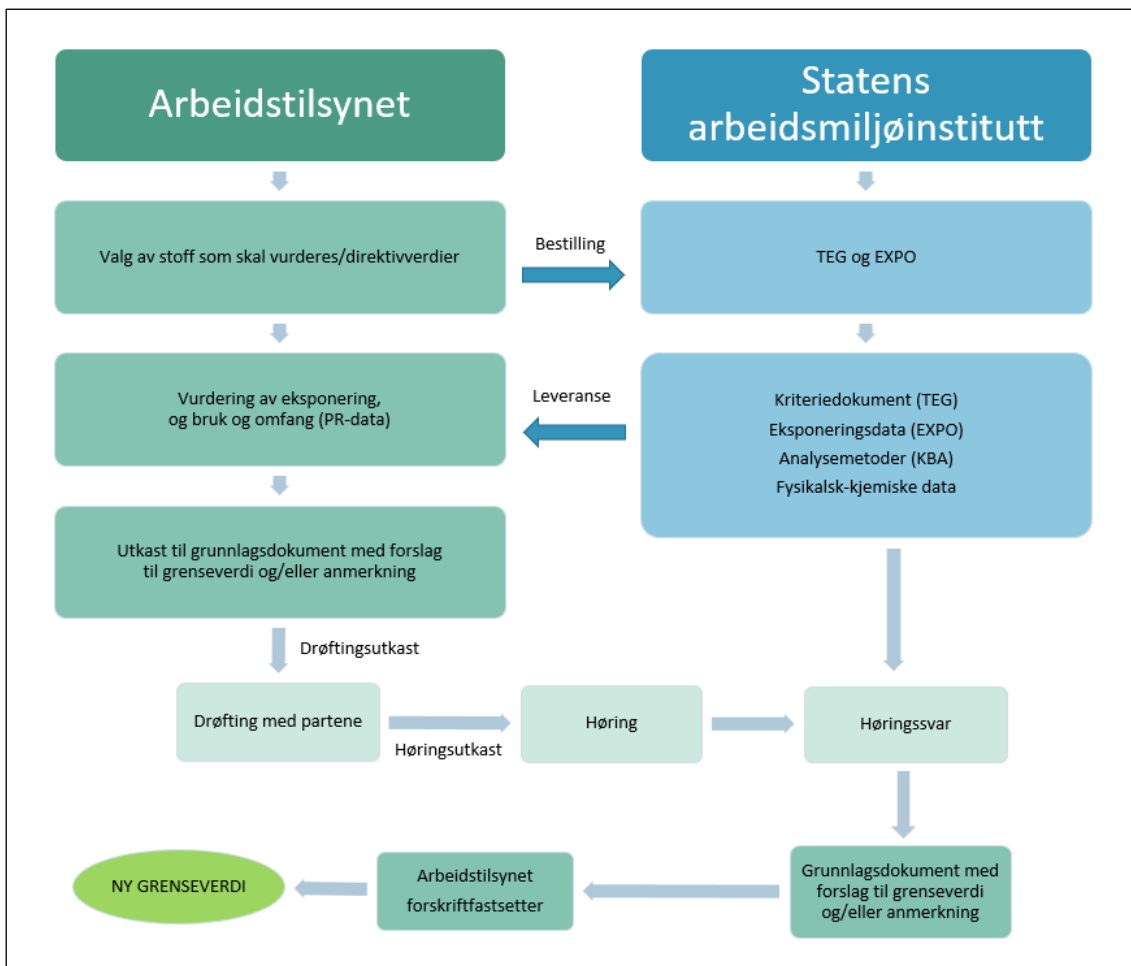 Arbeidstilsynet
Statens
arbeidsmiljøinstitutt
Valg av stoff som skal vurderes/direktivverdier
Bestilling
TEG og EXPO
Vurdering av eksponering,
og bruk og omfang (PR-data)
Leveranse
Kriteriedokument (TEG)
Eksponeringsdata (EXPO)
Analysemetoder (KBA)
Fysikalsk-kjemiske data
Utkast til grunnlagsdokument med forslag
til grenseverdi og/eller anmerkning
Drøftingsutkast
Drøfting med partene
Høringsutkast
Høring
Høringssvar
NY GRENSEVERDI
Arbeidstilsynet
forskriftfastsetter
Grunnlagsdokument med
forslag til grenseverdi
og/eller anmerkning